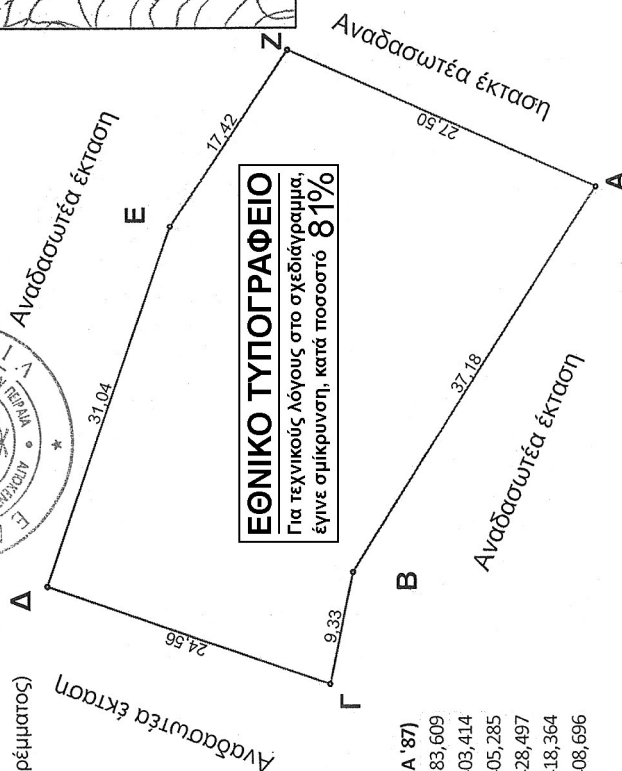 Αναδασωτέα έκταση
Ζ
17,42
27,50
Αναδασωτέα έκταση
Ε
ΕΘΝΙΚΟ ΤΥΠΟΓΡΑΦΕΙΟ
Για τεχνικούς λόγους στο σχεδιάγραμμα,
έγινε σμίκρυνση, κατά ποσοστό 81%
Α
31,04
37,18
ΠΕΙΡΑΙΑ
Αναδασωτέα έκταση
Δ
Β
24,56
9,33
Γ
Αναδασωτέα έκταση
ρέμματος)
Α '87)
83,609
03,414
05,285
28,497
18,364
08,696